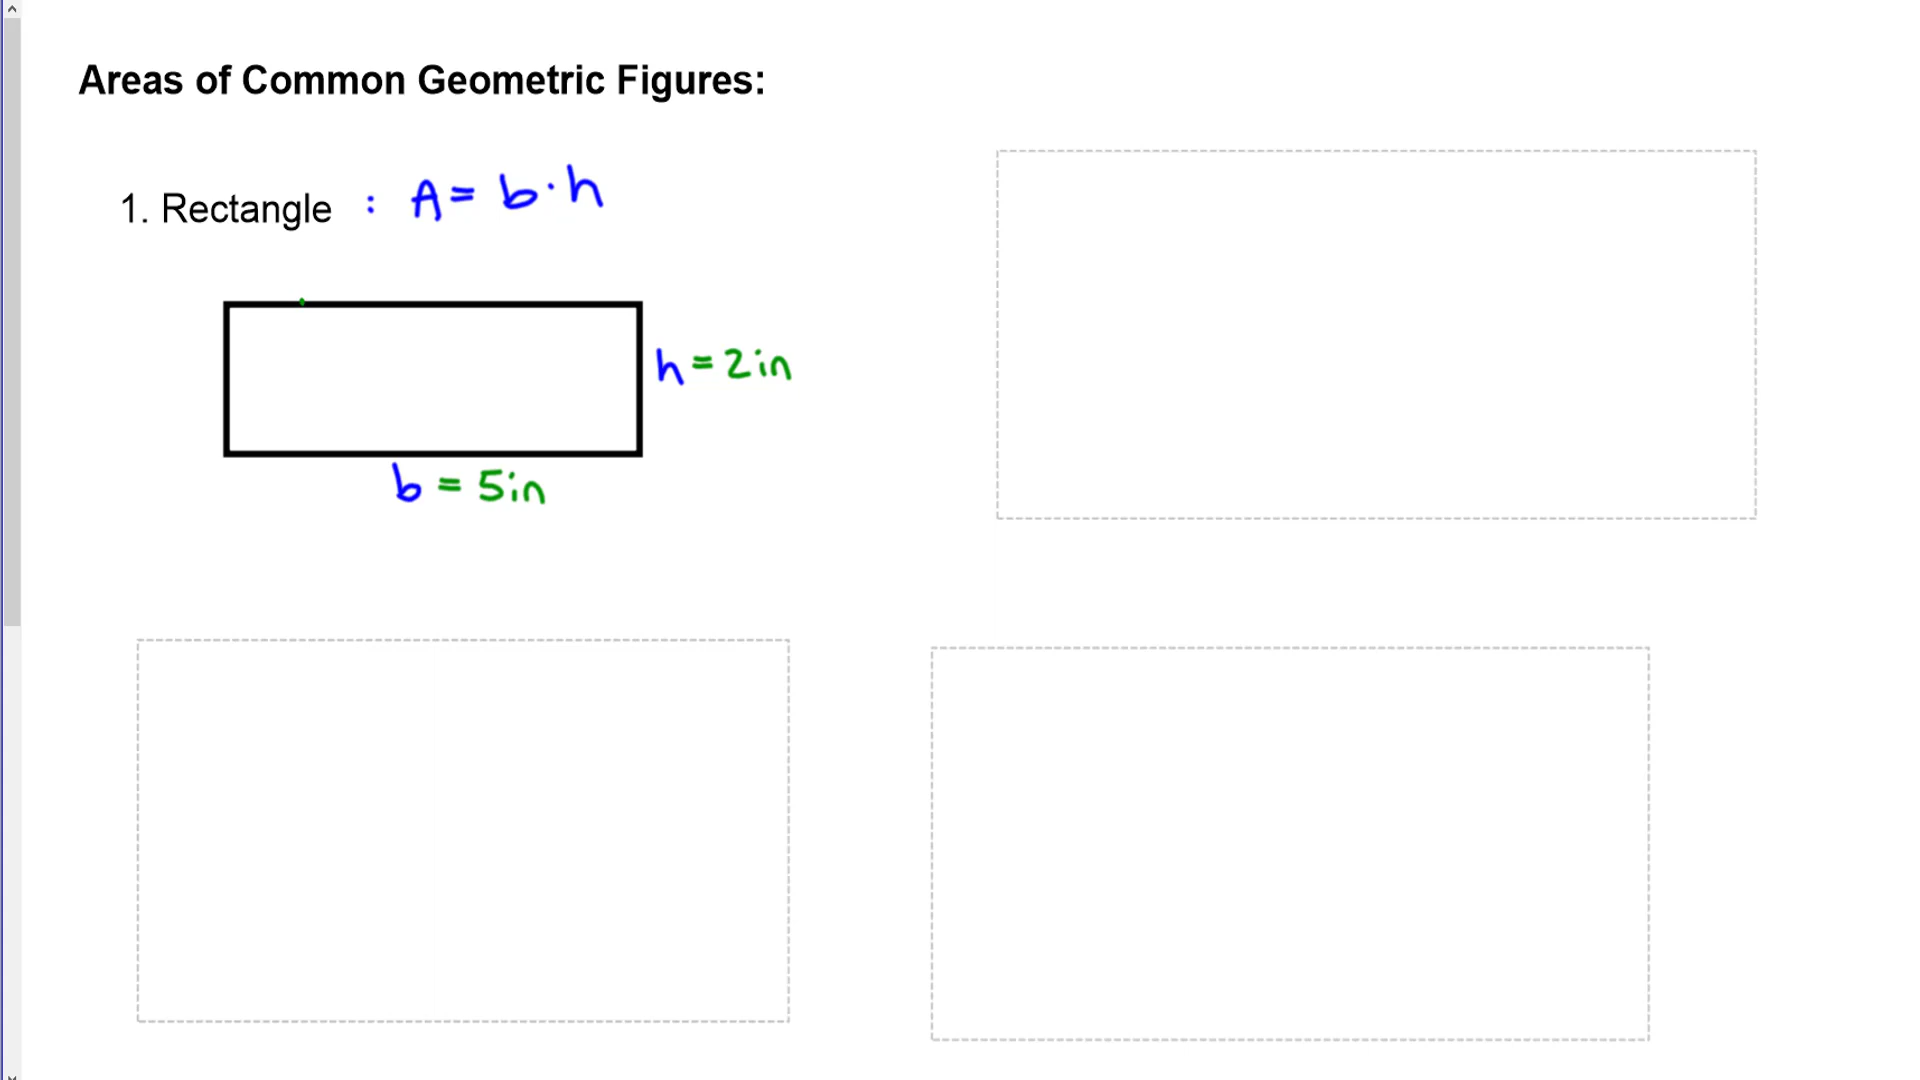 Areas of Common Geometric Figures:
1. Rectangle : A = b · h
h = 2in
b = 5in